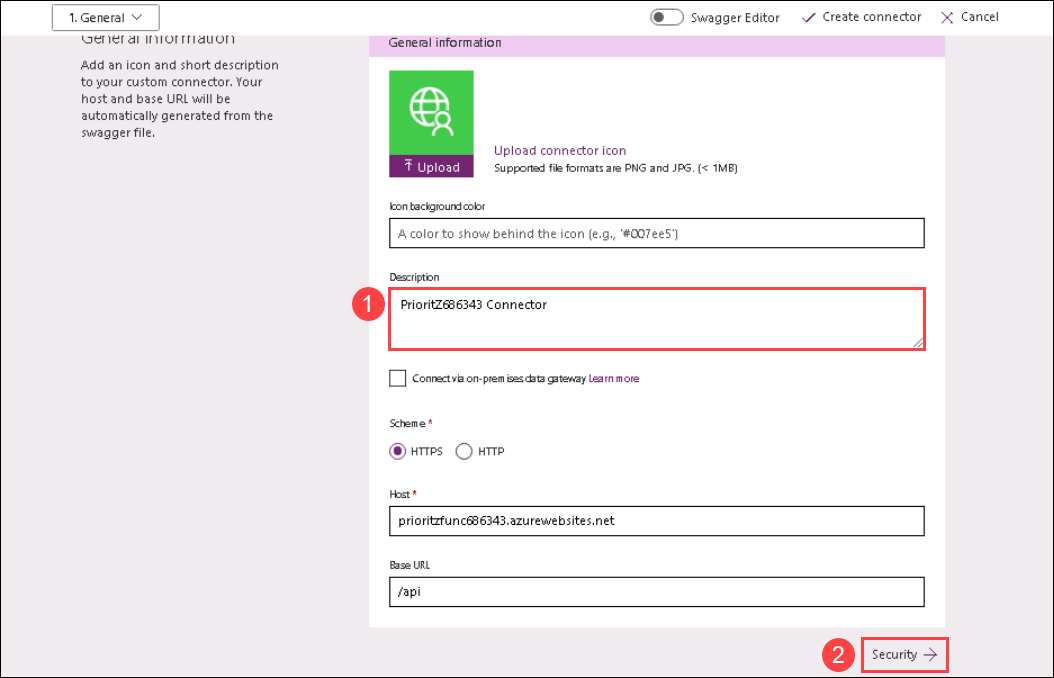 1. General
Swagger Editor
Create connector
Cancel
General information
Add an icon and short description
to your custom connector. Your
host and base URL will be
automatically generated from the
swagger file.
General information
Upload
Upload connector icon
Supported file formats are PNG and JPG. (< 1MB)
Icon background color
A color to show behind the icon (e.g., '#007ee5')
Description
1
PrioritZ686343 Connector
Connect via on-premises data gateway Learn more
Scheme *
HTTPS
HTTP
Host *
prioritzfunc686343.azurewebsites.net
Base URL
/api
2
Security